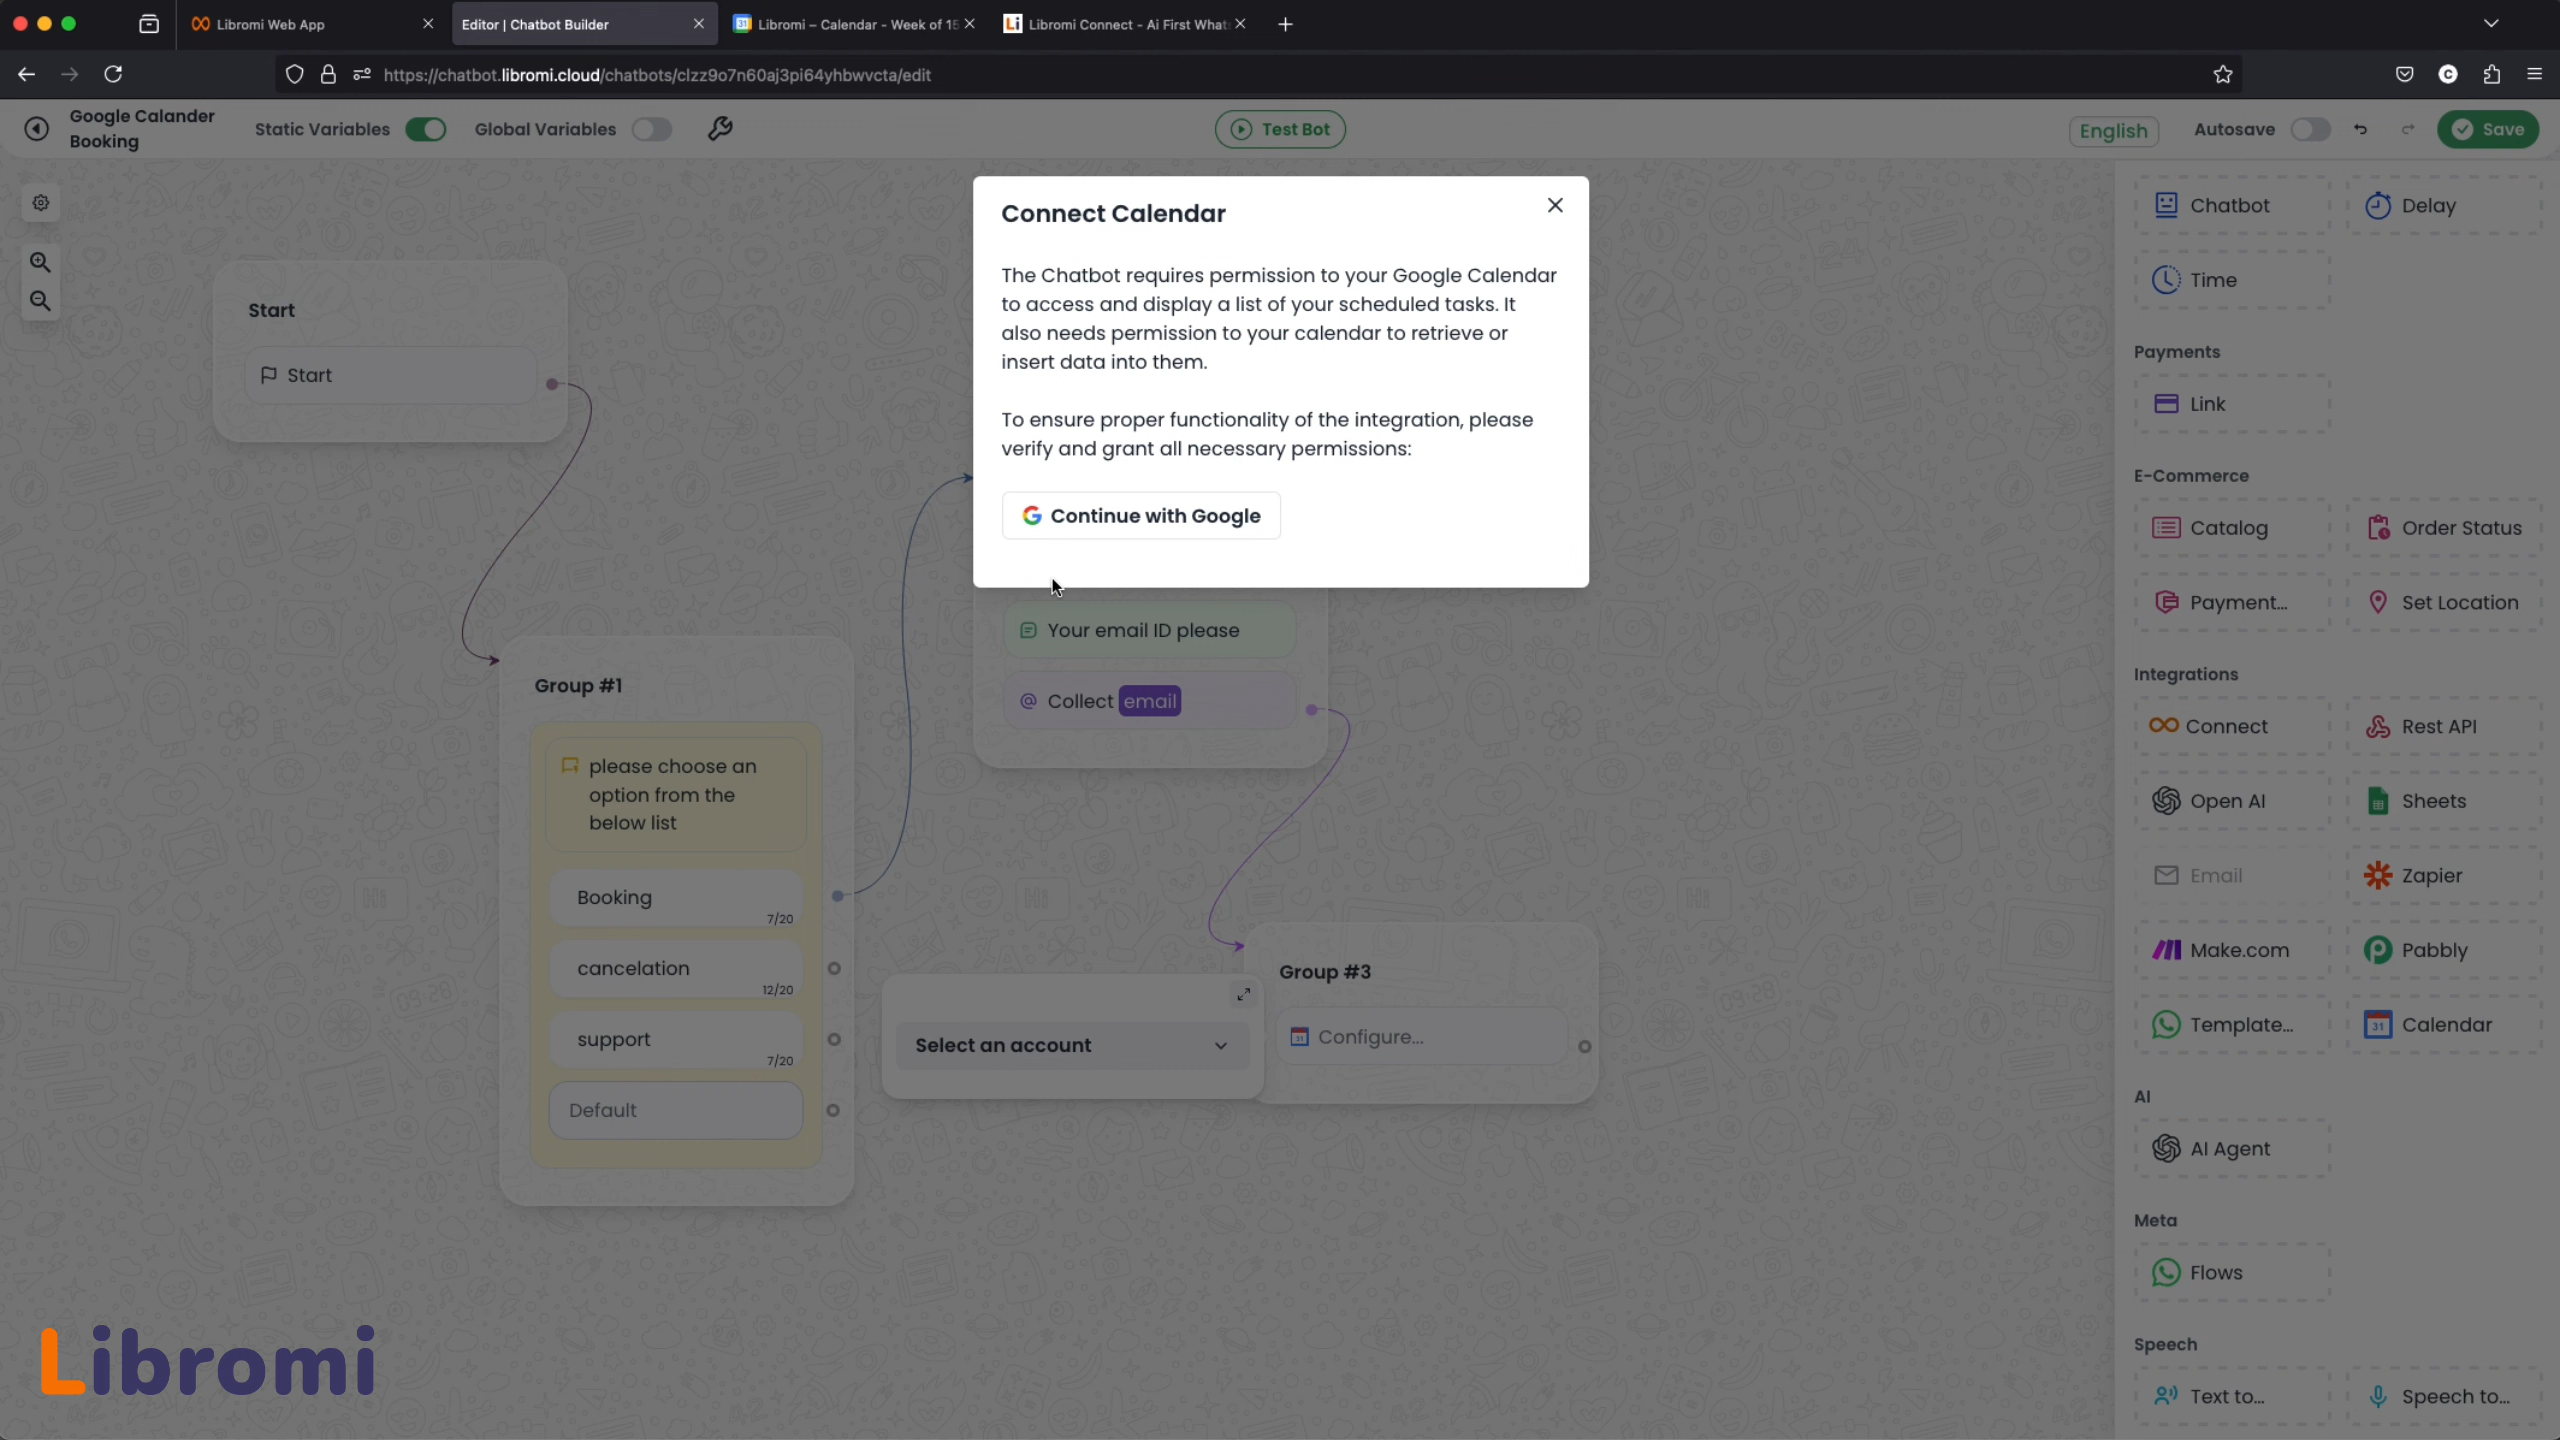 Libromi Web App
Editor | Chatbot Builder
Libromi – Calendar - Week of 15
Libromi Connect - Ai First What
https://chatbot.libromi.cloud/chatbots/clzz9o7n60aj3pi64yhbwvcta/edit
Google Calander
Booking
Static Variables
Global Variables
Test Bot
English
Autosave
Save
Connect Calendar
The Chatbot requires permission to your Google Calendar
to access and display a list of your scheduled tasks. It
also needs permission to your calendar to retrieve or
insert data into them.
To ensure proper functionality of the integration, please
verify and grant all necessary permissions:
Continue with Google
Start
Start
Group #1
please choose an
option from the
below list
Booking
7/20
cancelation
12/20
support
7/20
Default
Your email ID please
Collect email
Select an account
Group #3
Configure...
Chatbot
Delay
Time
Payments
Link
E-Commerce
Catalog
Order Status
Payment...
Set Location
Integrations
Connect
Rest API
Open AI
Sheets
Email
Zapier
Make.com
Pabbly
Template...
Calendar
AI
AI Agent
Meta
Flows
Speech
Text to...
Speech to...
Libromi